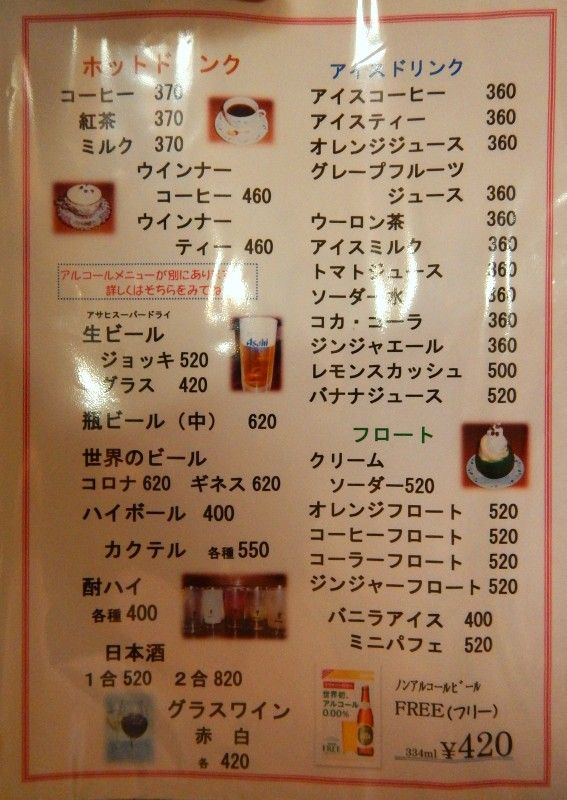 ホットドリンク
コーヒー 370
紅茶 370
ミルク 370
ウインナー
コーヒー 460
ウインナー
ティー 460
アルコールメニューが別にあります
詳しくはそちらをみてね
アサヒスーパードライ
生ビール
ジョッキ 520
グラス 420
Asahi
瓶ビール（中） 620
世界のビール
コロナ 620 ギネス 620
ハイボール 400
カクテル 各種 550
酎ハイ
各種 400
日本酒
1合 520 2合 820
グラスワイン
赤 白
各 420
アイスドリンク
アイスコーヒー 360
アイスティー 360
オレンジジュース 360
グレープフルーツ
ジュース 360
ウーロン茶 360
アイスミルク 360
トマトジュース 360
ソーダー水 360
コカ・コーラ 360
ジンジャエール 360
レモンスカッシュ 500
バナナジュース 520
フロート
クリーム
ソーダー520
オレンジフロート 520
コーヒーフロート 520
コーラーフロート 520
ジンジャーフロート 520
バニラアイス 400
ミニパフェ 520
世界初、
アルコール
0.00%
FREE
ノンアルコールビール
FREE(フリー)
334ml ¥420